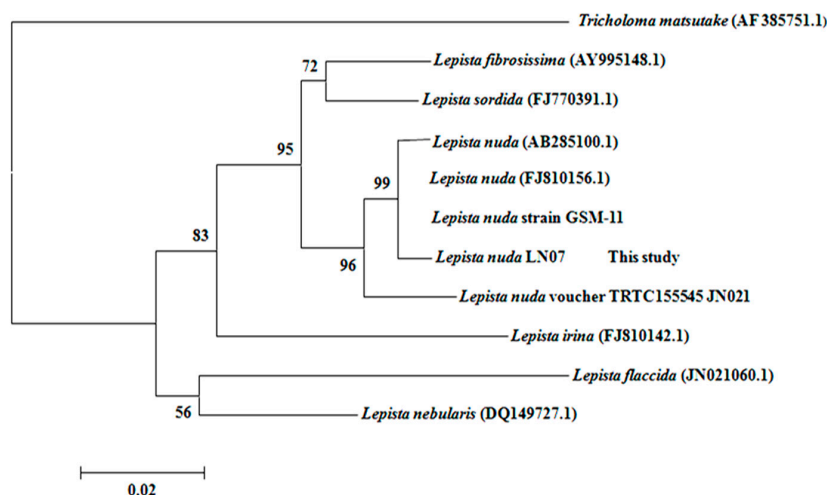 Tricholoma matsutake (AF385751.1)
72
Lepista fibrosissima (AY995148.1)
Lepista sordida (FJ770391.1)
95
Lepista nuda (AB285100.1)
99
Lepista nuda (FJ810156.1)
Lepista nuda strain GSM-11
83
Lepista nuda LN07 This study
96
Lepista nuda voucher TRTC155545 JN021
Lepista irina (FJ810142.1)
Lepista flaccida (JN021060.1)
56
Lepista nebularis (DQ149727.1)
0.02